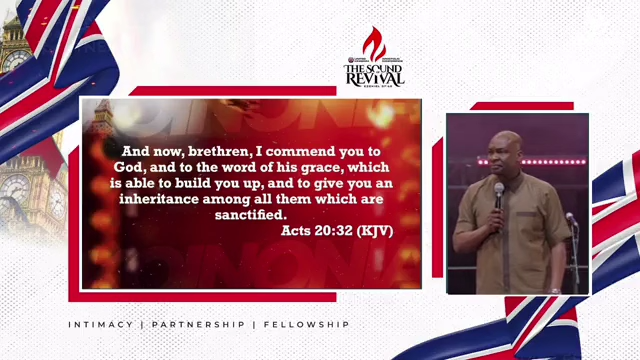 THE SOUND
OF
REVIVAL
And now, brethren, I commend you to
God, and to the word of his grace, which
is able to build you up, and to give you an
inheritance among all them which are
sanctified.
Acts 20:32 (KJV)
INTIMACY | PARTNERSHIP | FELLOWSHIP